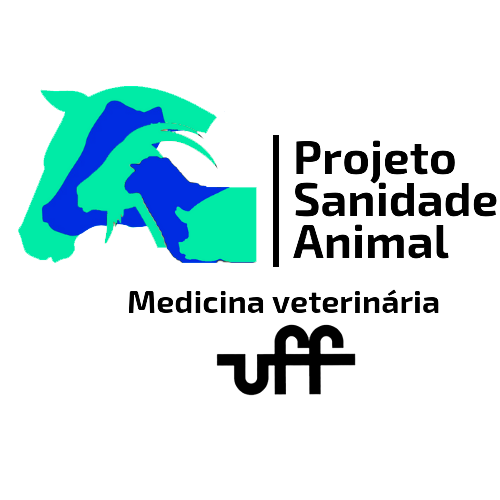 Projeto
Sanidade
Animal
Medicina veterinária
uff